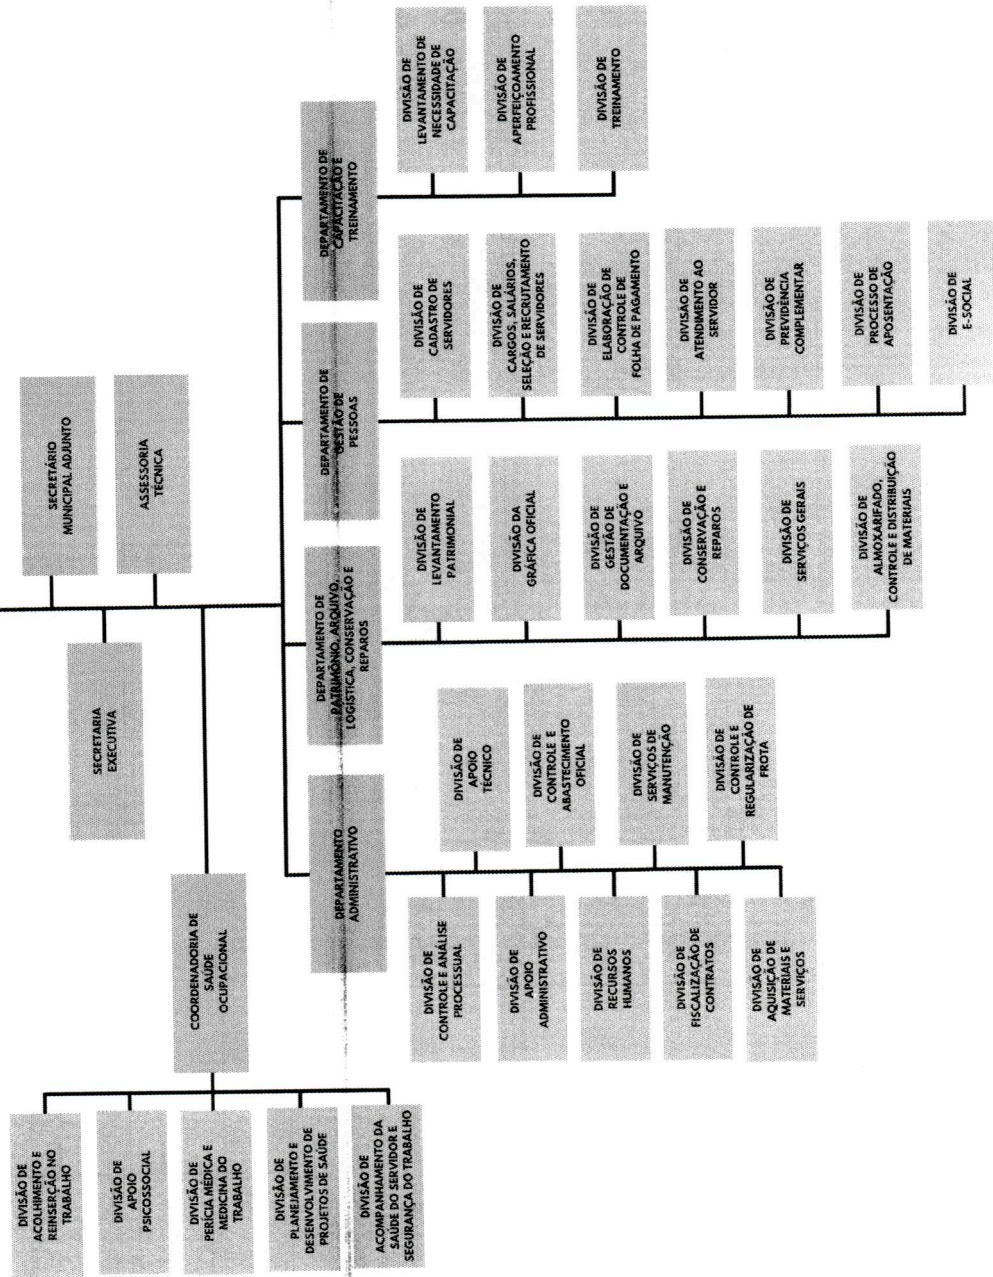 SECRETARIA
EXECUTIVA
SECRETÁRIO
MUNICIPAL ADJUNTO
ASSESSORIA
TÉCNICA
COORDENADORIA DE
SAÚDE
OCUPACIONAL
DIVISÃO DE
ACOLHIMENTO E
REINSERÇÃO NO
TRABALHO
DIVISÃO DE
APOIO
PSICOSSOCIAL
DIVISÃO DE
PERÍCIA MÉDICA E
MEDICINA DO
TRABALHO
DIVISÃO DE
PLANEJAMENTO E
DESENVOLVIMENTO DE
PROJETOS DE SAÚDE
DIVISÃO DE
ACOMPANHAMENTO DA
SAÚDE DO SERVIDOR E
SEGURANÇA DO TRABALHO
DEPARTAMENTO
ADMINISTRATIVO
DIVISÃO DE
CONTROLE E ANÁLISE
PROCESSUAL
DIVISÃO DE
APOIO
ADMINISTRATIVO
DIVISÃO DE
RECURSOS
HUMANOS
DIVISÃO DE
FISCALIZAÇÃO DE
CONTRATOS
DIVISÃO DE
AQUISIÇÃO DE
MATERIAIS E
SERVIÇOS
DIVISÃO DE
APOIO
TÉCNICO
DIVISÃO DE
CONTROLE E
ABASTECIMENTO
OFICIAL
DIVISÃO DE
SERVIÇOS DE
MANUTENÇÃO
DIVISÃO DE
CONTROLE E
REGULARIZAÇÃO DE
FROTA
DEPARTAMENTO DE
PATRIMÔNIO, ARQUIVO,
LOGÍSTICA, CONSERVAÇÃO E
REPAROS
DIVISÃO DE
LEVANTAMENTO
PATRIMONIAL
DIVISÃO DA
GRÁFICA OFICIAL
DIVISÃO DE
GESTÃO DE
DOCUMENTAÇÃO E
ARQUIVO
DIVISÃO DE
CONSERVAÇÃO E
REPAROS
DIVISÃO DE
SERVIÇOS GERAIS
DIVISÃO DE
ALMOXARIFADO,
CONTROLE E DISTRIBUIÇÃO
DE MATERIAIS
DEPARTAMENTO DE
GESTÃO DE
PESSOAS
DIVISÃO DE
CADASTRO DE
SERVIDORES
DIVISÃO DE
CARGOS, SALÁRIOS,
SELEÇÃO E RECRUTAMENTO
DE SERVIDORES
DIVISÃO DE
ELABORAÇÃO DE
CONTROLE DE
FOLHA DE PAGAMENTO
DIVISÃO DE
ATENDIMENTO AO
SERVIDOR
DIVISÃO DE
PREVIDÊNCIA
COMPLEMENTAR
DIVISÃO DE
PROCESSO DE
APOSENTAÇÃO
DIVISÃO DE
E-SOCIAL
DEPARTAMENTO DE
CAPACITAÇÃO E
TREINAMENTO
DIVISÃO DE
LEVANTAMENTO DE
NECESSIDADE DE
CAPACITAÇÃO
DIVISÃO DE
APERFEIÇOAMENTO
PROFISSIONAL
DIVISÃO DE
TREINAMENTO